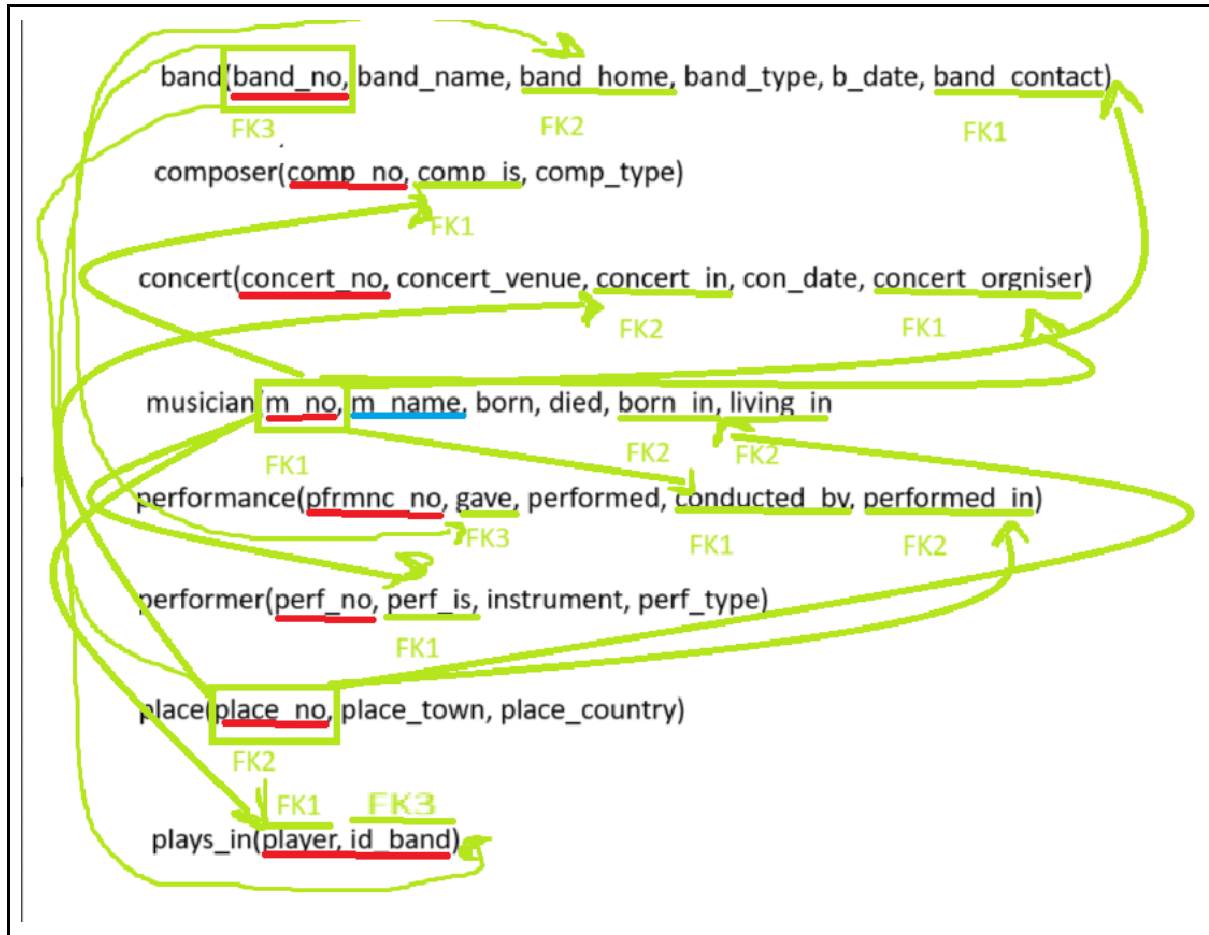 band(band_no, band_name, band_home, band_type, b_date, band_contact)
FK3 FK2 FK1
composer(comp_no, comp_is, comp_type)
FK1
concert(concert_no, concert_venue, concert_in, con_date, concert_orgniser)
FK2 FK1
musician(m_no, m_name, born, died, born_in, living_in
FK1 FK2 FK2
performance(pfrmnc_no, gave, performed, conducted_by, performed_in)
FK3 FK1 FK2
performer(perf_no, perf_is, instrument, perf_type)
FK1
place(place_no, place_town, place_country)
FK2
FK1 FK3
plays_in(player, id_band)